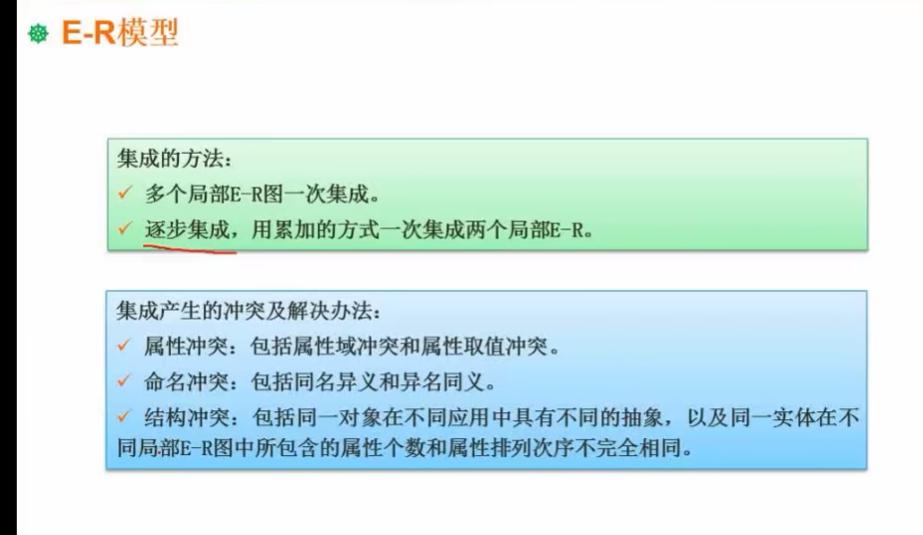 E-R模型
集成的方法：
✓ 多个局部E-R图一次集成。
✓ 逐步集成，用累加的方式一次集成两个局部E-R。
集成产生的冲突及解决办法：
✓ 属性冲突：包括属性域冲突和属性取值冲突。
✓ 命名冲突：包括同名异义和异名同义。
✓ 结构冲突：包括同一对象在不同应用中具有不同的抽象，以及同一实体在不
同局部E-R图中所包含的属性个数和属性排列次序不完全相同。